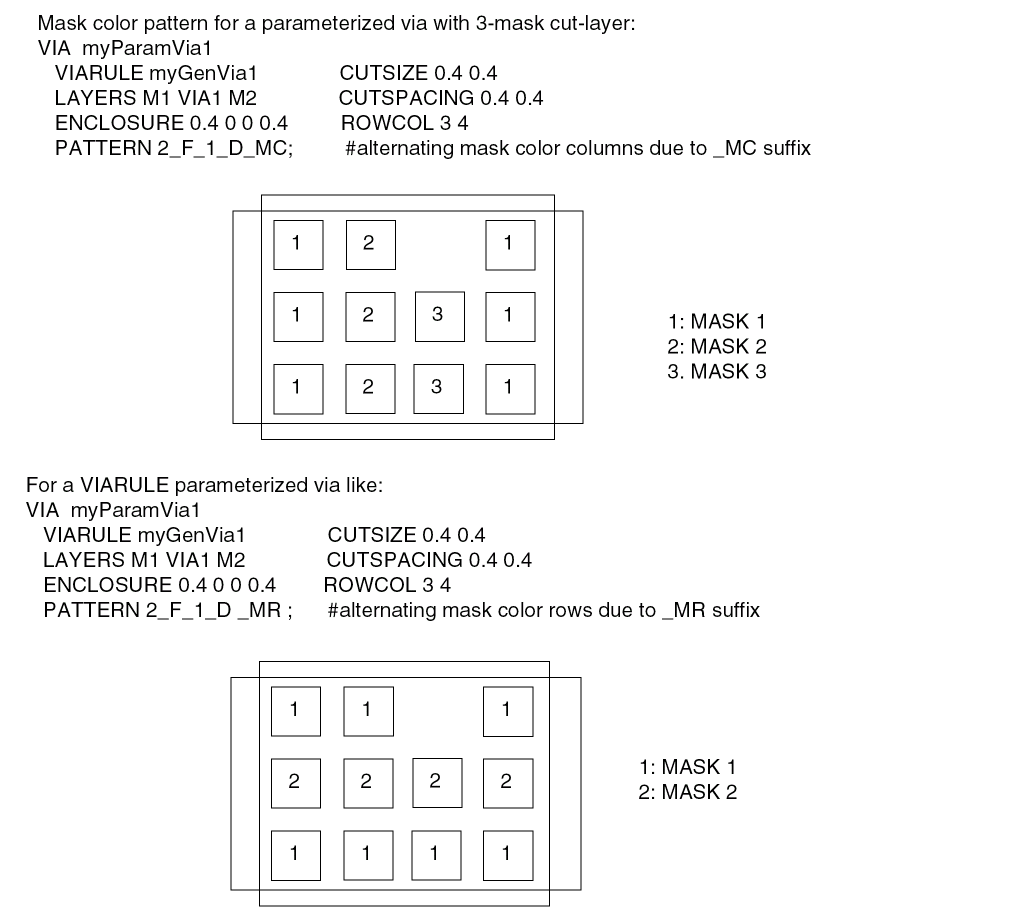 Mask color pattern for a parameterized via with 3-mask cut-layer:
VIA myParamVia1
VIARULE myGenVia1 CUTSIZE 0.4 0.4
LAYERS M1 VIA1 M2 CUTSPACING 0.4 0.4
ENCLOSURE 0.4 0 0 0.4 ROWCOL 3 4
PATTERN 2_F_1_D_MC; #alternating mask color columns due to _MC suffix
1 2 1
1 2 3 1
1 2 3 1
1: MASK 1
2: MASK 2
3. MASK 3
For a VIARULE parameterized via like:
VIA myParamVia1
VIARULE myGenVia1 CUTSIZE 0.4 0.4
LAYERS M1 VIA1 M2 CUTSPACING 0.4 0.4
ENCLOSURE 0.4 0 0 0.4 ROWCOL 3 4
PATTERN 2_F_1_D _MR ; #alternating mask color rows due to _MR suffix
1 1 1
2 2 2 2
1 1 1 1
1: MASK 1
2: MASK 2